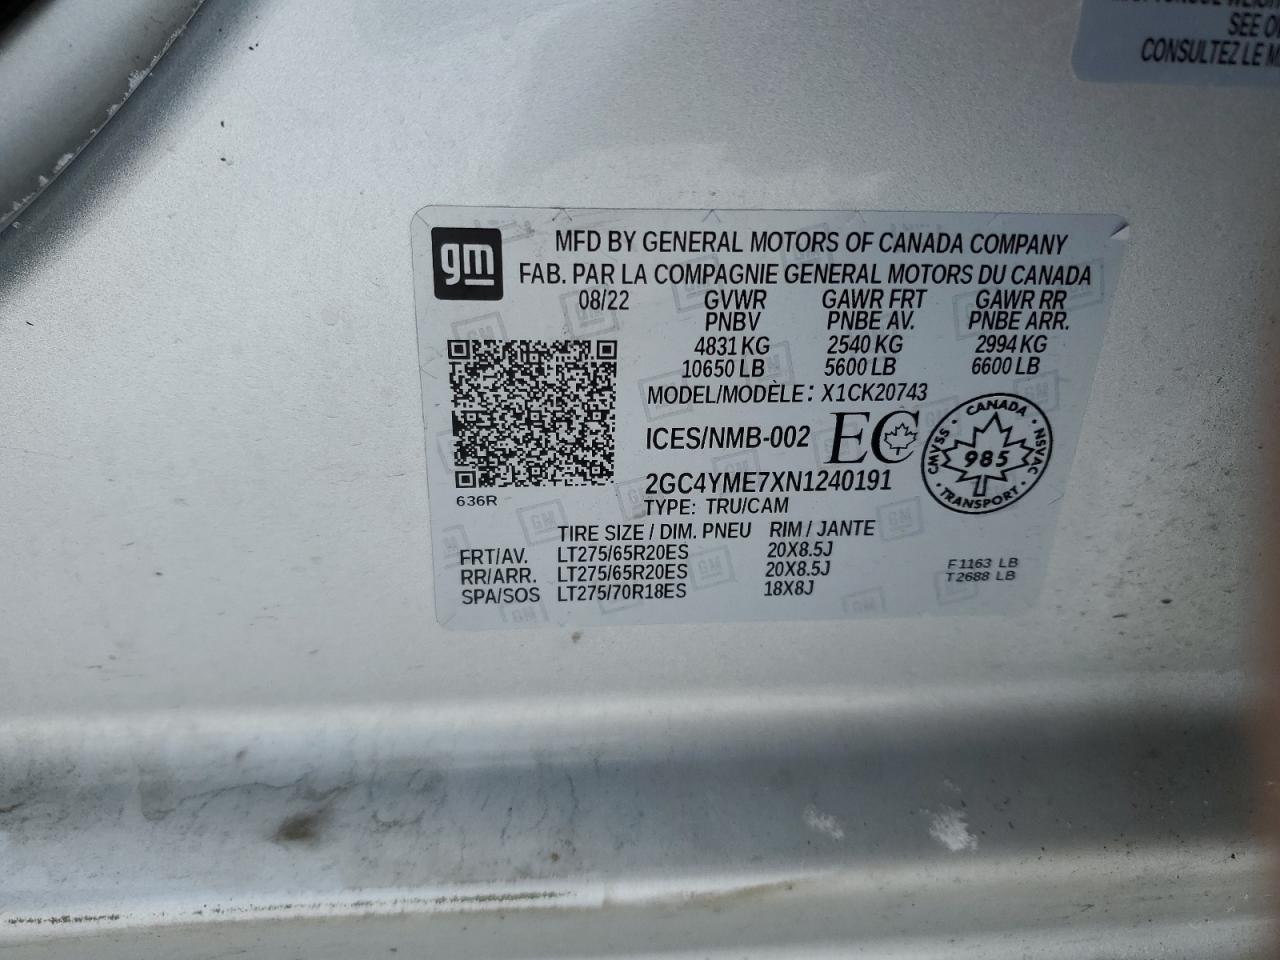 SEE
CONSULTEZ LE
gm
MFD BY GENERAL MOTORS OF CANADA COMPANY
FAB. PAR LA COMPAGNIE GENERAL MOTORS DU CANADA
08/22 GVWR GAWR FRT GAWR RR
PNBV PNBE AV. PNBE ARR.
4831 KG 2540 KG 2994 KG
10650 LB 5600 LB 6600 LB
MODEL/MODÈLE: X1CK20743
ICES/NMB-002 EC
CANADA CMVSS NSVAC 985 TRANSPORT
2GC4YME7XN1240191
636R
TYPE: TRU/CAM
TIRE SIZE / DIM. PNEU RIM / JANTE
FRT/AV. LT275/65R20ES 20X8.5J
RR/ARR. LT275/65R20ES 20X8.5J
SPA/SOS LT275/70R18ES 18X8J
F1163 LB
T2688 LB